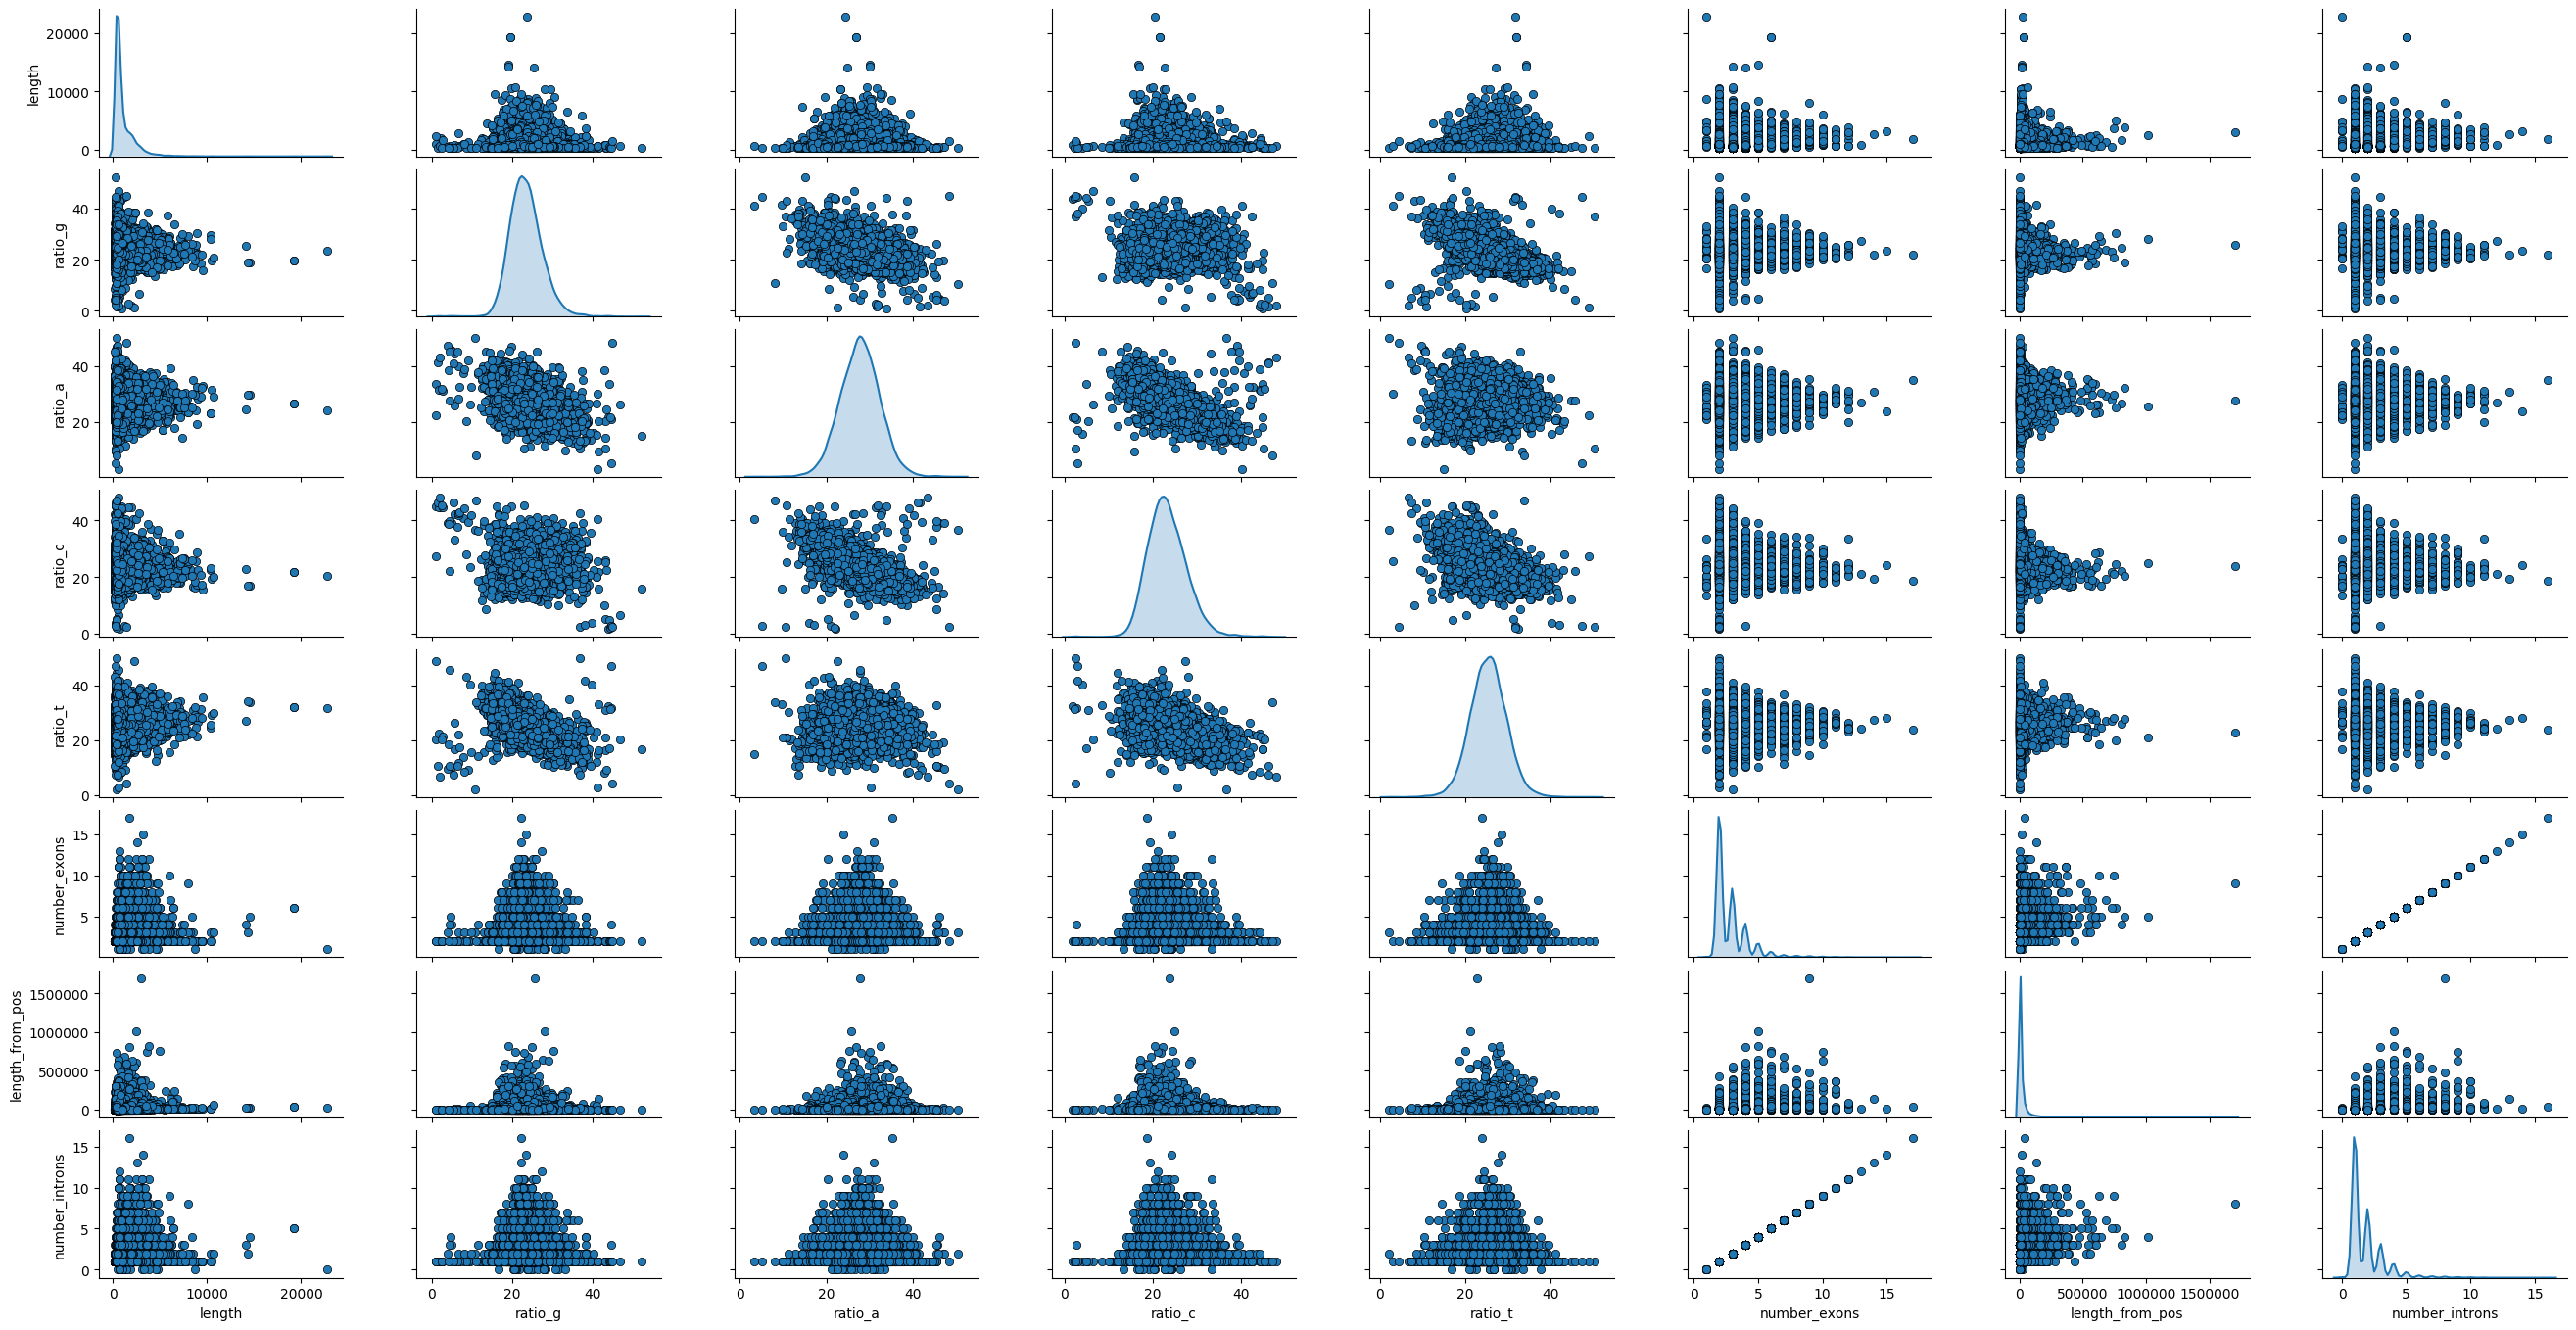 20000
10000
0
length
40
20
0
ratio_g
40
20
ratio_a
40
20
0
ratio_c
40
20
0
ratio_t
15
10
5
number_exons
1500000
1000000
500000
0
length_from_pos
15
10
5
0
number_introns
0 10000 20000 0 20 40 0 20 40 0 20 40 0 20 40 0 5 10 15 0 500000 1000000 1500000 0 5 10 15
length ratio_g ratio_a ratio_c ratio_t number_exons length_from_pos number_introns